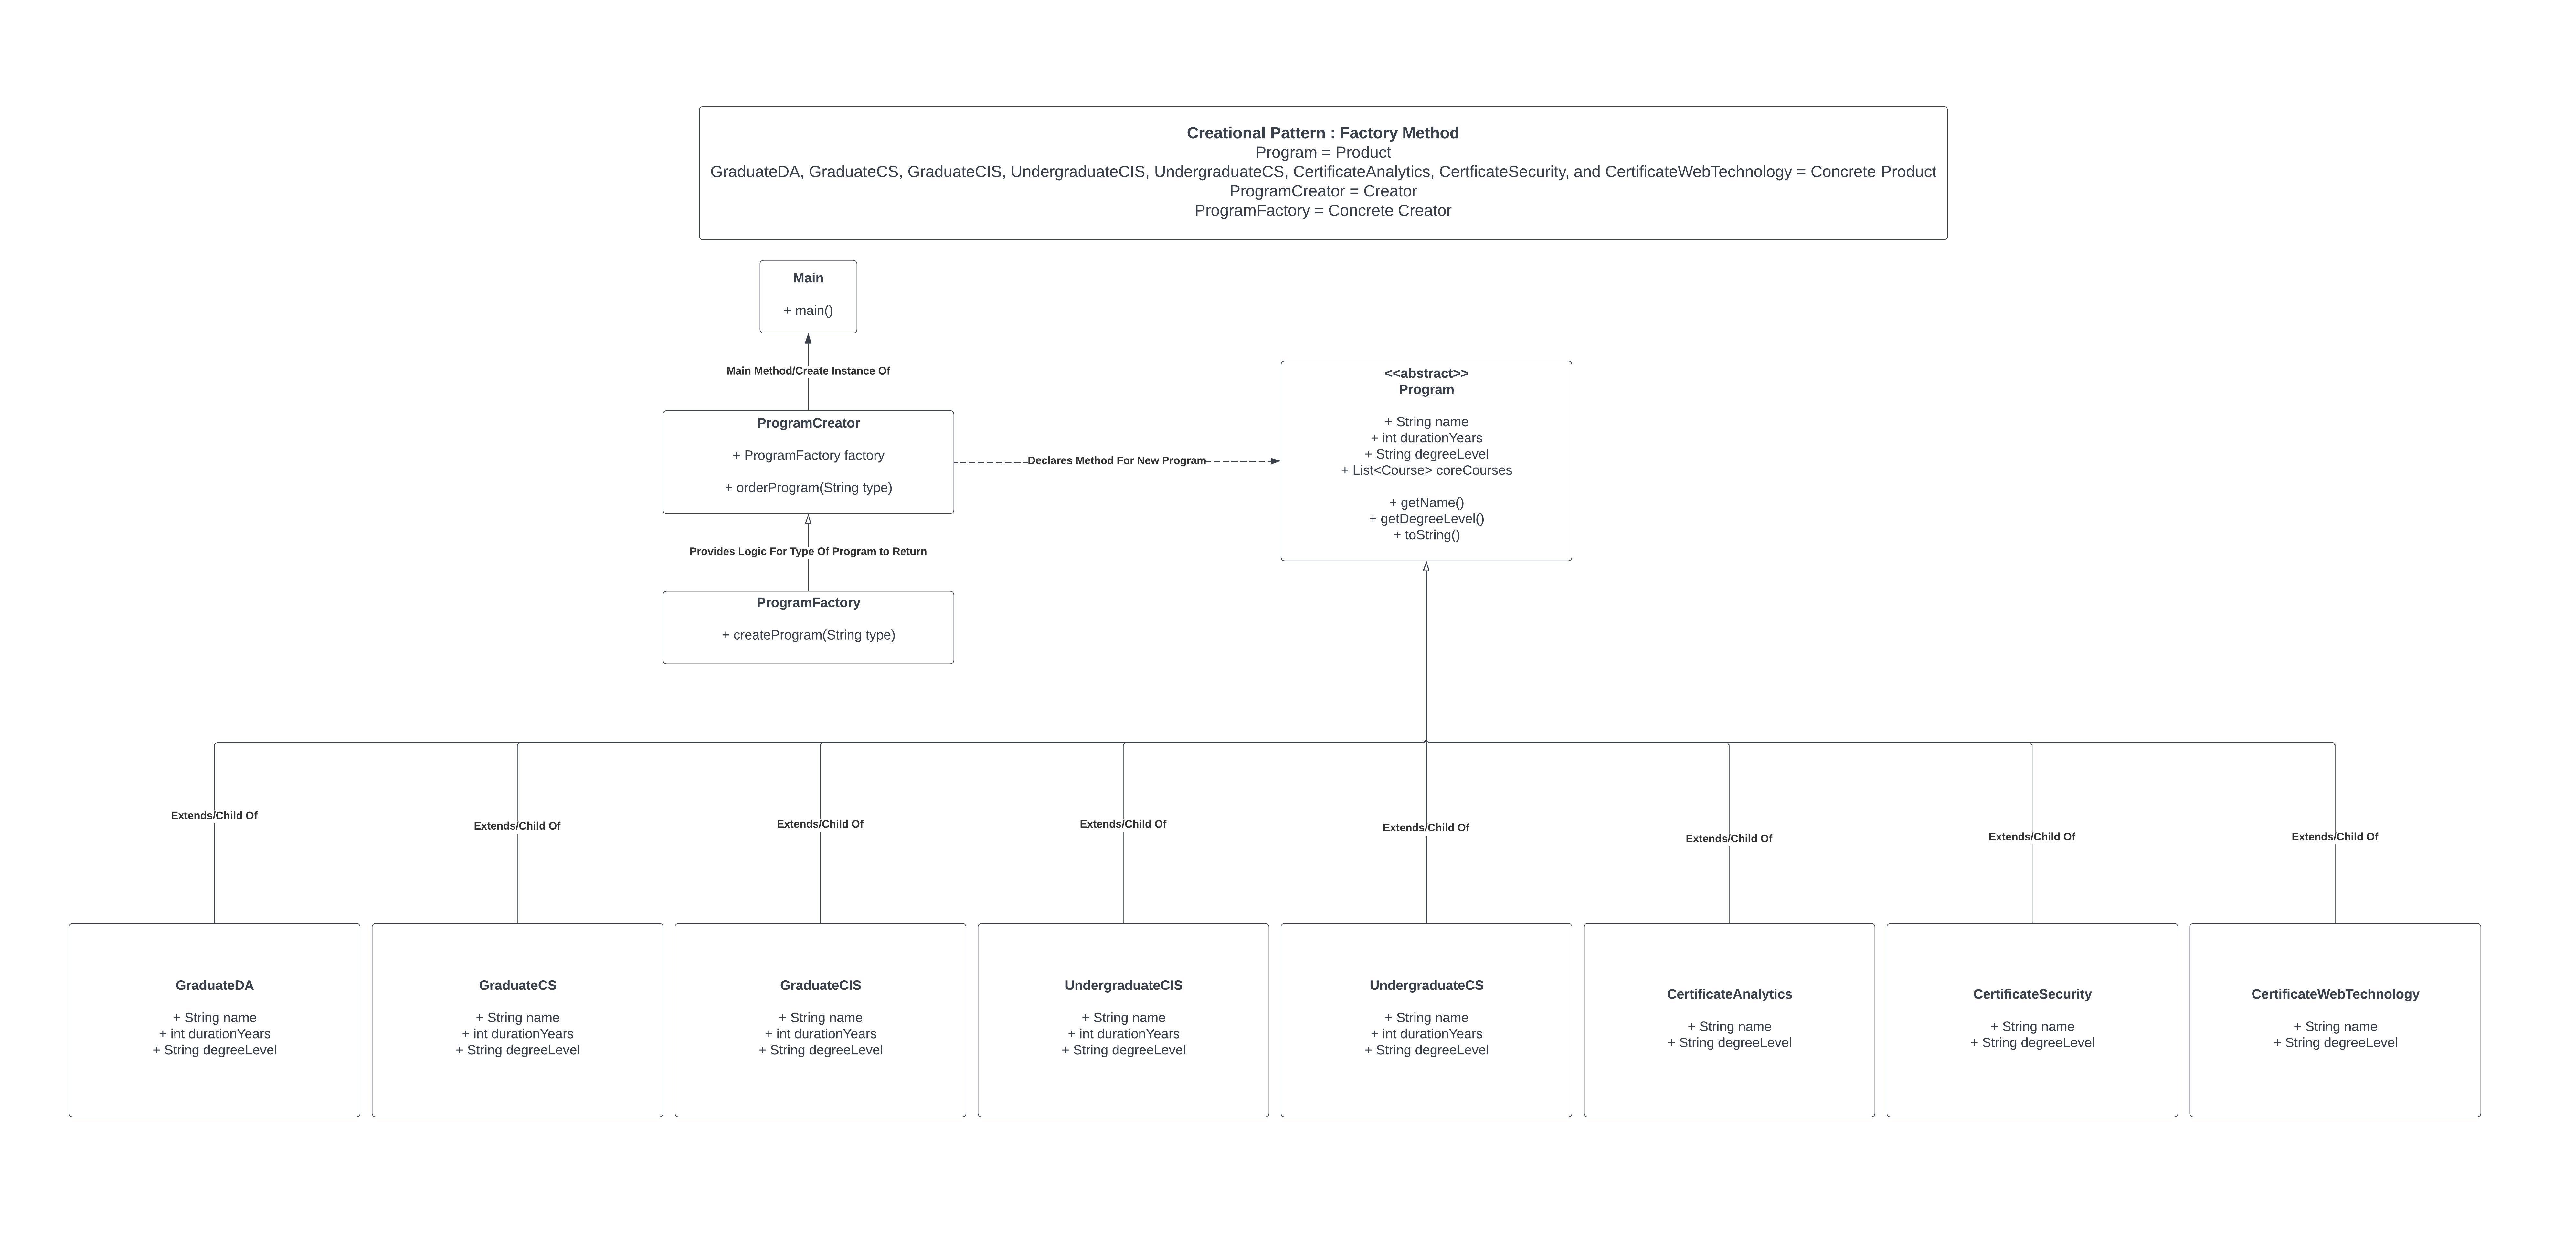 Creational Pattern : Factory Method
Program = Product
GraduateDA, GraduateCS, GraduateCIS, UndergraduateCIS, UndergraduateCS, CertificateAnalytics, CertficateSecurity, and CertificateWebTechnology = Concrete Product
ProgramCreator = Creator
ProgramFactory = Concrete Creator
Main
+ main()
Main Method/Create Instance Of
ProgramCreator
+ ProgramFactory factory
+ orderProgram(String type)
Declares Method For New Program
<<abstract>>
Program
+ String name
+ int durationYears
+ String degreeLevel
+ List<Course> coreCourses
+ getName()
+ getDegreeLevel()
+ toString()
Provides Logic For Type Of Program to Return
ProgramFactory
+ createProgram(String type)
Extends/Child Of
Extends/Child Of
Extends/Child Of
Extends/Child Of
Extends/Child Of
Extends/Child Of
Extends/Child Of
Extends/Child Of
GraduateDA
+ String name
+ int durationYears
+ String degreeLevel
GraduateCS
+ String name
+ int durationYears
+ String degreeLevel
GraduateCIS
+ String name
+ int durationYears
+ String degreeLevel
UndergraduateCIS
+ String name
+ int durationYears
+ String degreeLevel
UndergraduateCS
+ String name
+ int durationYears
+ String degreeLevel
CertificateAnalytics
+ String name
+ String degreeLevel
CertificateSecurity
+ String name
+ String degreeLevel
CertificateWebTechnology
+ String name
+ String degreeLevel